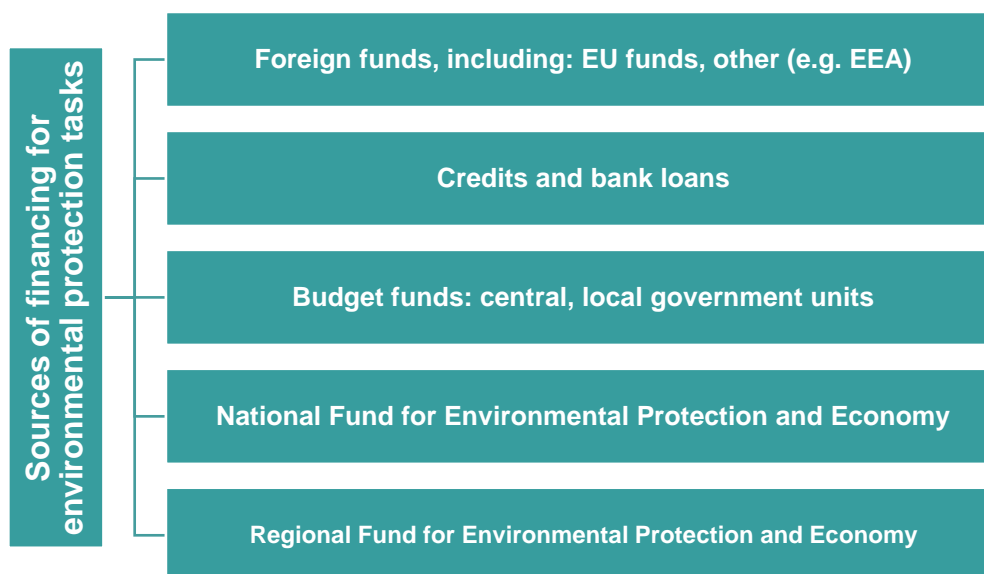 Sources of financing for
environmental protection tasks
Foreign funds, including: EU funds, other (e.g. EEA)
Credits and bank loans
Budget funds: central, local government units
National Fund for Environmental Protection and Economy
Regional Fund for Environmental Protection and Economy